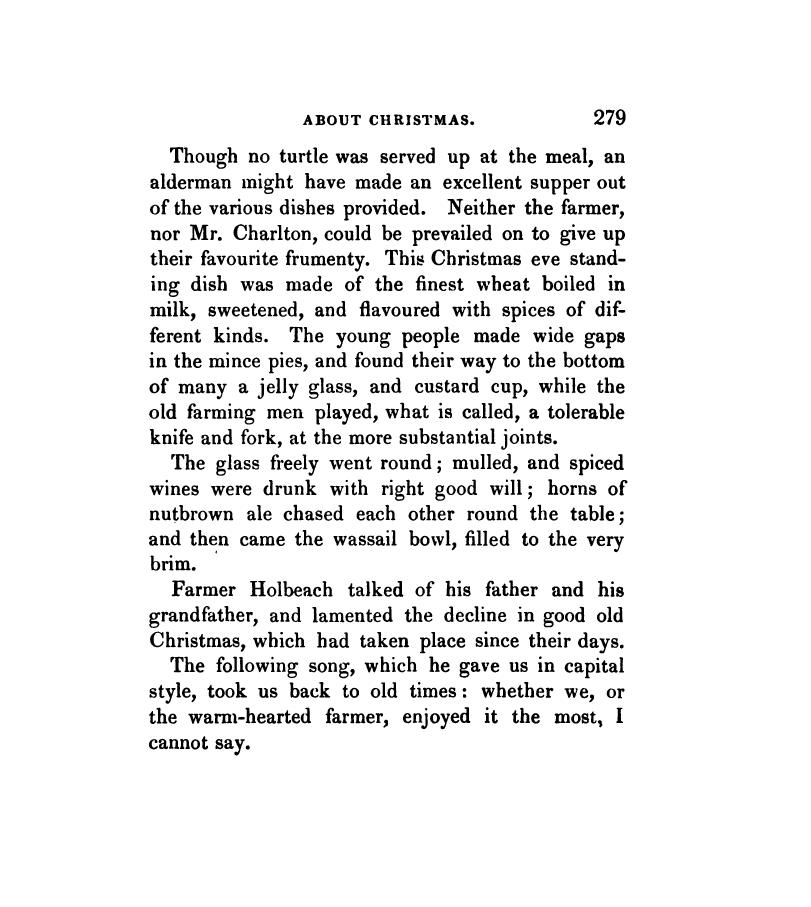 ABOUT CHRISTMAS. 279
Though no turtle was served up at the meal, an
alderman might have made an excellent supper out
of the various dishes provided. Neither the farmer,
nor Mr. Charlton, could be prevailed on to give up
their favourite frumenty. This Christmas eve stand-
ing dish was made of the finest wheat boiled in
milk, sweetened, and flavoured with spices of dif-
ferent kinds. The young people made wide gaps
in the mince pies, and found their way to the bottom
of many a jelly glass, and custard cup, while the
old farming men played, what is called, a tolerable
knife and fork, at the more substantial joints.
The glass freely went round; mulled, and spiced
wines were drunk with right good will; horns of
nutbrown ale chased each other round the table;
and then came the wassail bowl, filled to the very
brim.
Farmer Holbeach talked of his father and his
grandfather, and lamented the decline in good old
Christmas, which had taken place since their days.
The following song, which he gave us in capital
style, took us back to old times: whether we, or
the warm-hearted farmer, enjoyed it the most, I
cannot say.